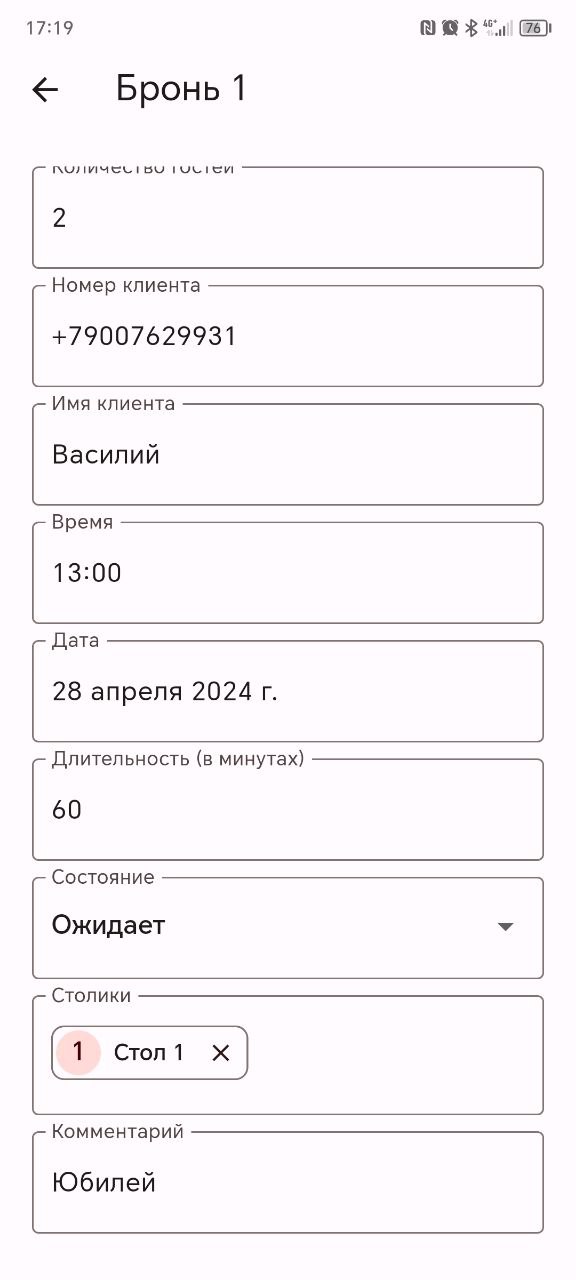 17:19
4G+
76
Бронь 1
Количество гостей
2
Номер клиента
+79007629931
Имя клиента
Василий
Время
13:00
Дата
28 апреля 2024 г.
Длительность (в минутах)
60
Состояние
Ожидает
Столики
1 Стол 1
Комментарий
Юбилей